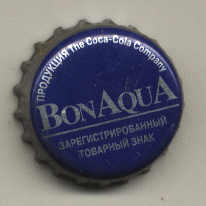 ПРОДУКЦИЯ The Coca-Cola Company
BONAQUA
ЗАРЕГИСТРИРОВАННЫЙ
ТОВАРНЫЙ ЗНАК